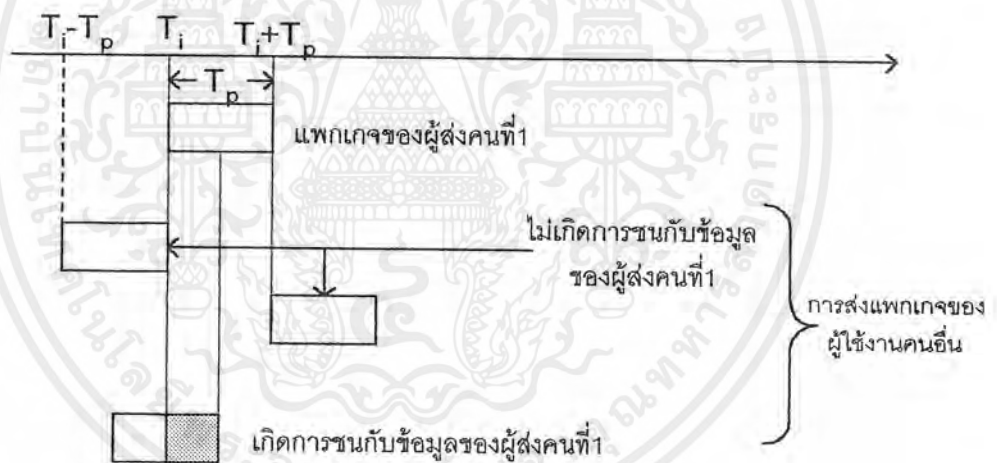 Ti-Tp Ti Ti+Tp
Tp
แพกเกจของผู้ส่งคนที่1
ไม่เกิดการชนกับข้อมูล
ของผู้ส่งคนที่1
การส่งแพกเกจของ
ผู้ใช้งานคนอื่น
เกิดการชนกับข้อมูลของผู้ส่งคนที่1